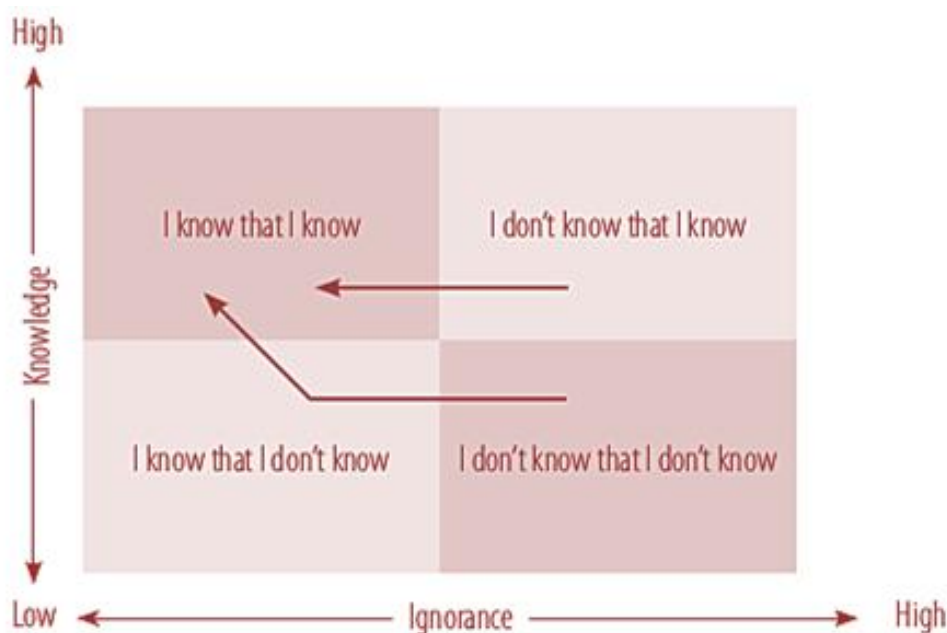 High
I know that I know
I don't know that I know
Knowledge
I know that I don't know
I don't know that I don't know
Low
Ignorance
High